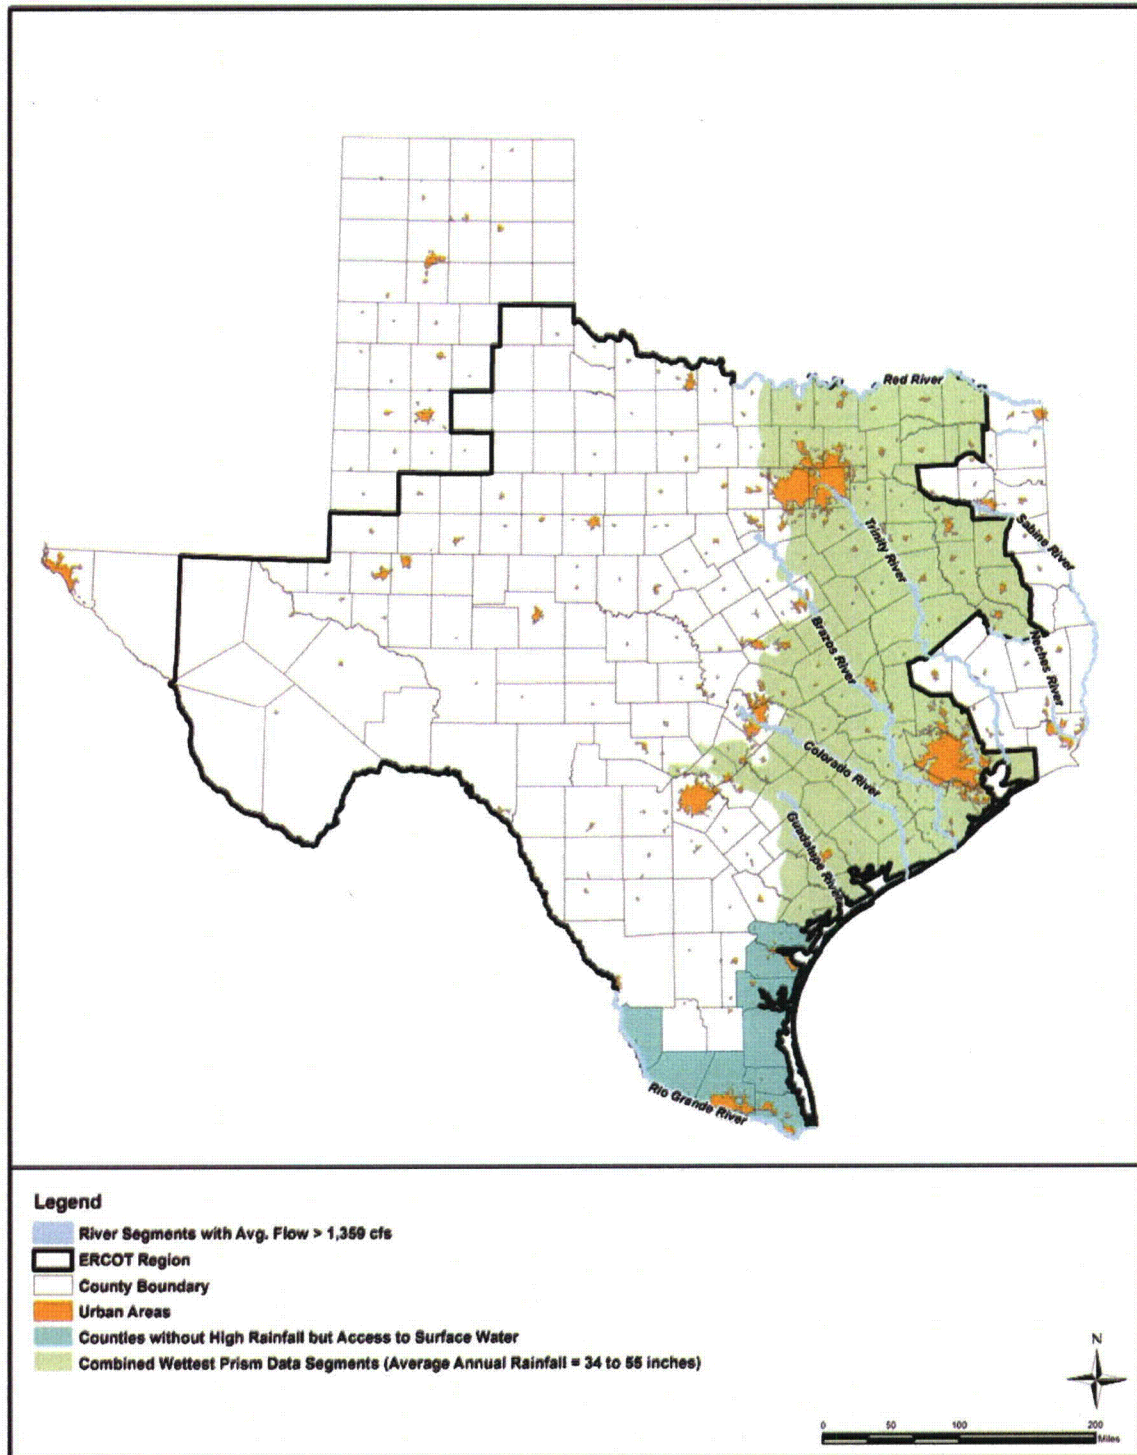 Red River
Sabine River
Trinity River
Brazos River
Neches River
Colorado River
Guadalupe River
Rio Grande River
Legend
River Segments with Avg. Flow > 1,359 cfs
ERCOT Region
County Boundary
Urban Areas
Counties without High Rainfall but Access to Surface Water
Combined Wettest Prism Data Segments (Average Annual Rainfall = 34 to 55 inches)
N
0 50 100 200
Miles